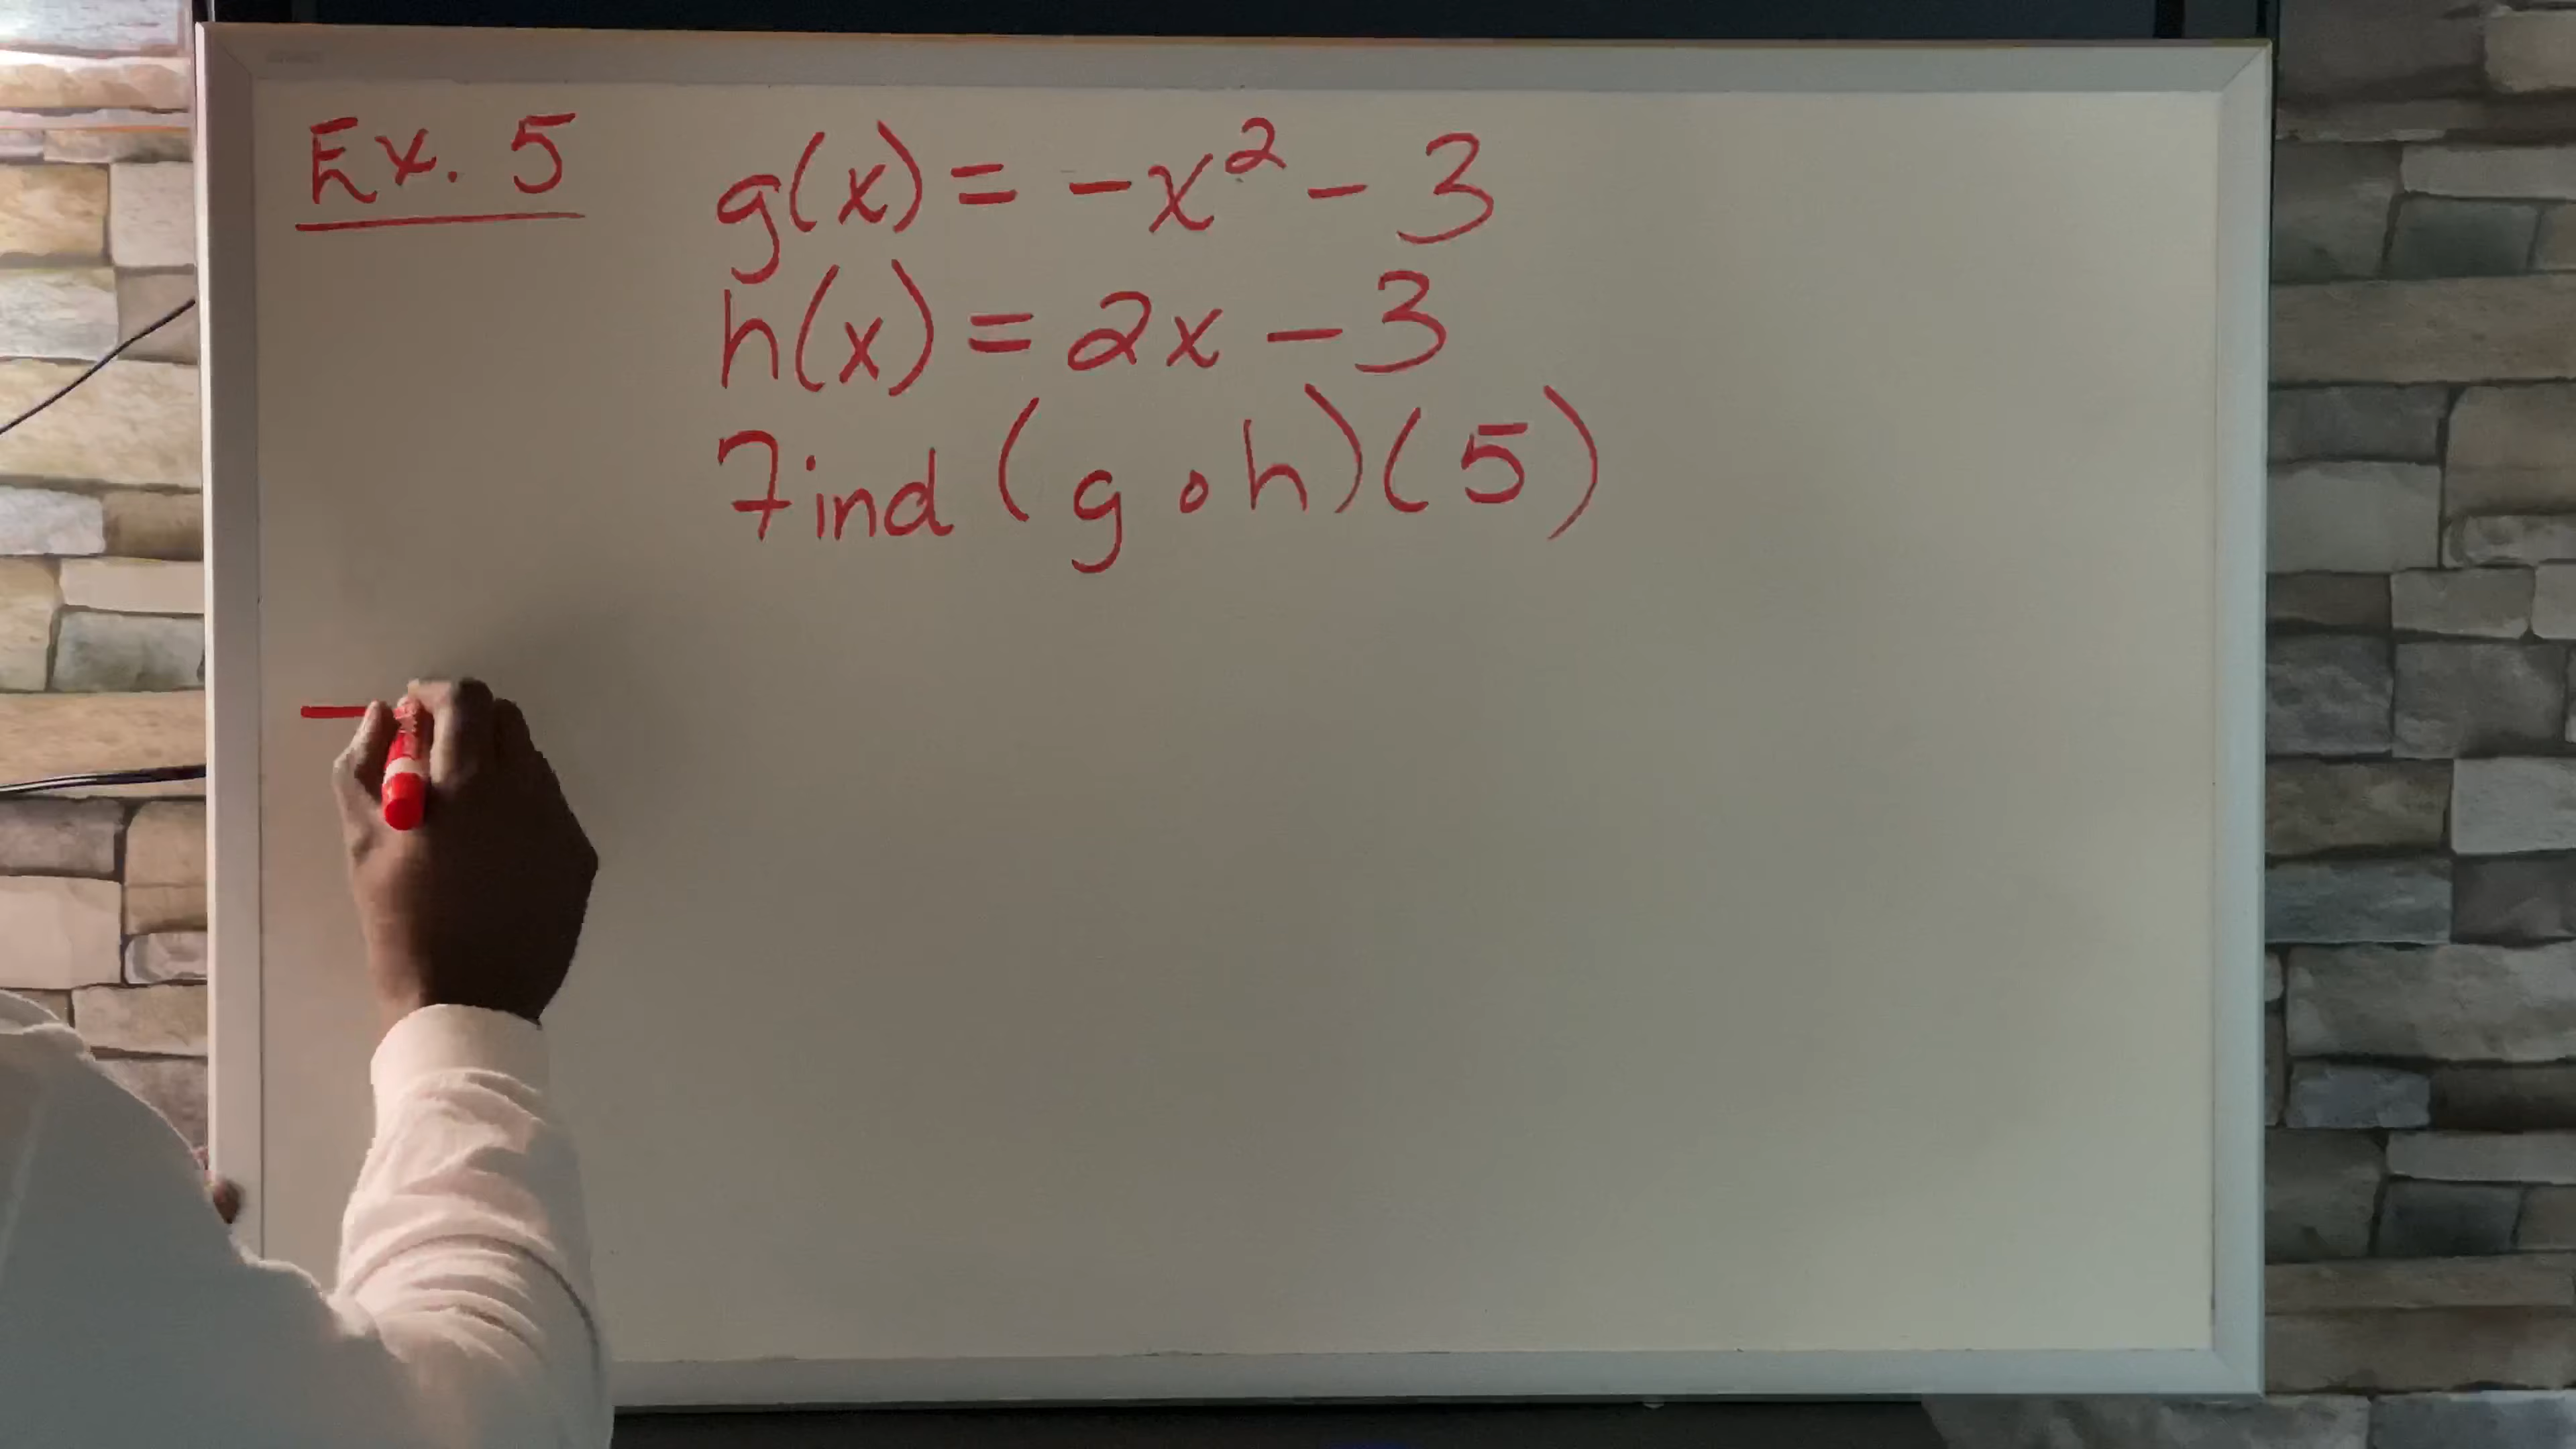 Ex. 5
g(x) = -x² - 3
h(x) = 2x - 3
Find (g∘h)(5)